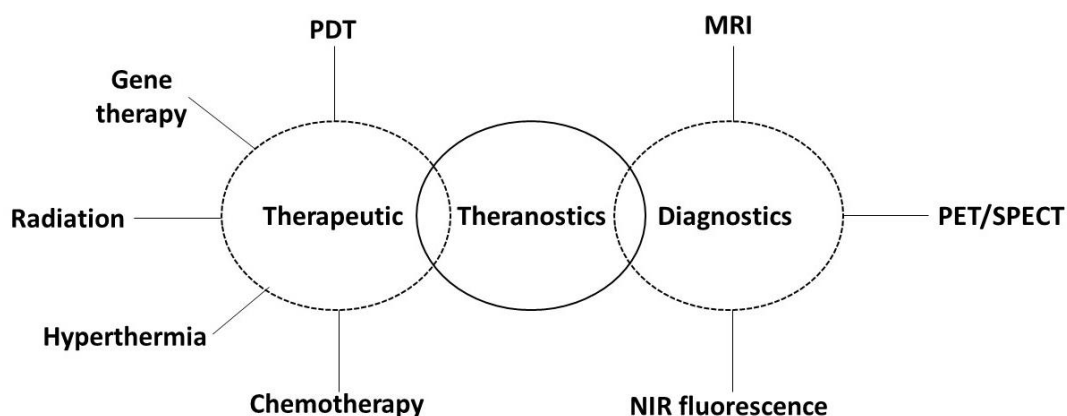 PDT
MRI
Gene
therapy
Radiation
Therapeutic
Theranostics
Diagnostics
PET/SPECT
Hyperthermia
Chemotherapy
NIR fluorescence